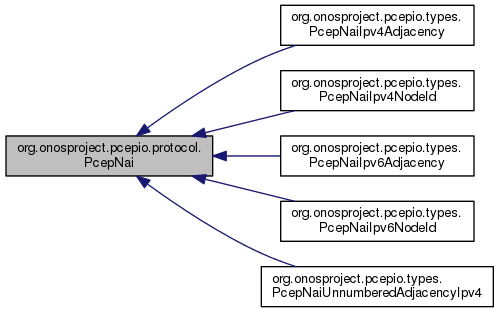 org.onosproject.pcepio.types.
PcepNaiIpv4Adjacency
org.onosproject.pcepio.types.
PcepNaiIpv4NodeId
org.onosproject.pcepio.protocol.
PcepNai
org.onosproject.pcepio.types.
PcepNaiIpv6Adjacency
org.onosproject.pcepio.types.
PcepNaiIpv6NodeId
org.onosproject.pcepio.types.
PcepNaiUnnumberedAdjacencyIpv4